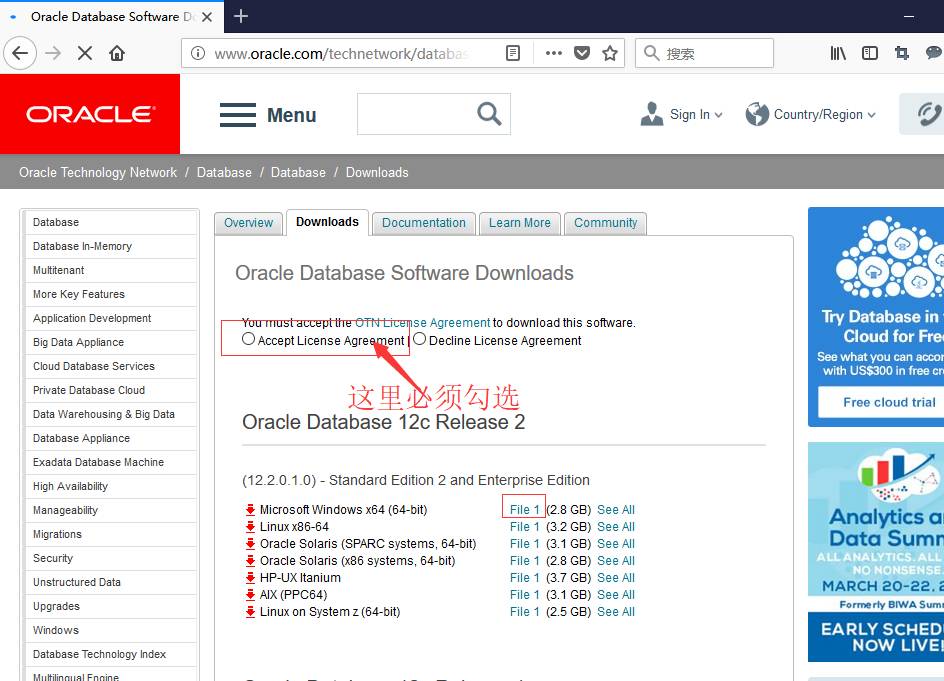 Oracle Database Software Do
www.oracle.com/technetwork/databas
搜索
ORACLE
Menu
Sign In
Country/Region
Oracle Technology Network / Database / Database / Downloads
Database
Database In-Memory
Multitenant
More Key Features
Application Development
Big Data Appliance
Cloud Database Services
Private Database Cloud
Data Warehousing & Big Data
Database Appliance
Exadata Database Machine
High Availability
Manageability
Migrations
Security
Unstructured Data
Upgrades
Windows
Database Technology Index
Multilingual Engine
Overview
Downloads
Documentation
Learn More
Community
Oracle Database Software Downloads
You must accept the OTN License Agreement to download this software.
Accept License Agreement | Decline License Agreement
这里必须勾选
Oracle Database 12c Release 2
(12.2.0.1.0) - Standard Edition 2 and Enterprise Edition
Microsoft Windows x64 (64-bit) File 1 (2.8 GB) See All
Linux x86-64 File 1 (3.2 GB) See All
Oracle Solaris (SPARC systems, 64-bit) File 1 (3.1 GB) See All
Oracle Solaris (x86 systems, 64-bit) File 1 (2.8 GB) See All
HP-UX Itanium File 1 (3.7 GB) See All
AIX (PPC64) File 1 (3.1 GB) See All
Linux on System z (64-bit) File 1 (2.5 GB) See All
Try Database in
Cloud for Free
See what you can accom
with US$300 in free cre
Free cloud trial
Analytics an
Data Summ
ALL ANALYTICS. ALL
NO NONSENSE.
MARCH 20-22, 2
Formerly BIWA Sum
EARLY SCHED
NOW LIVE!